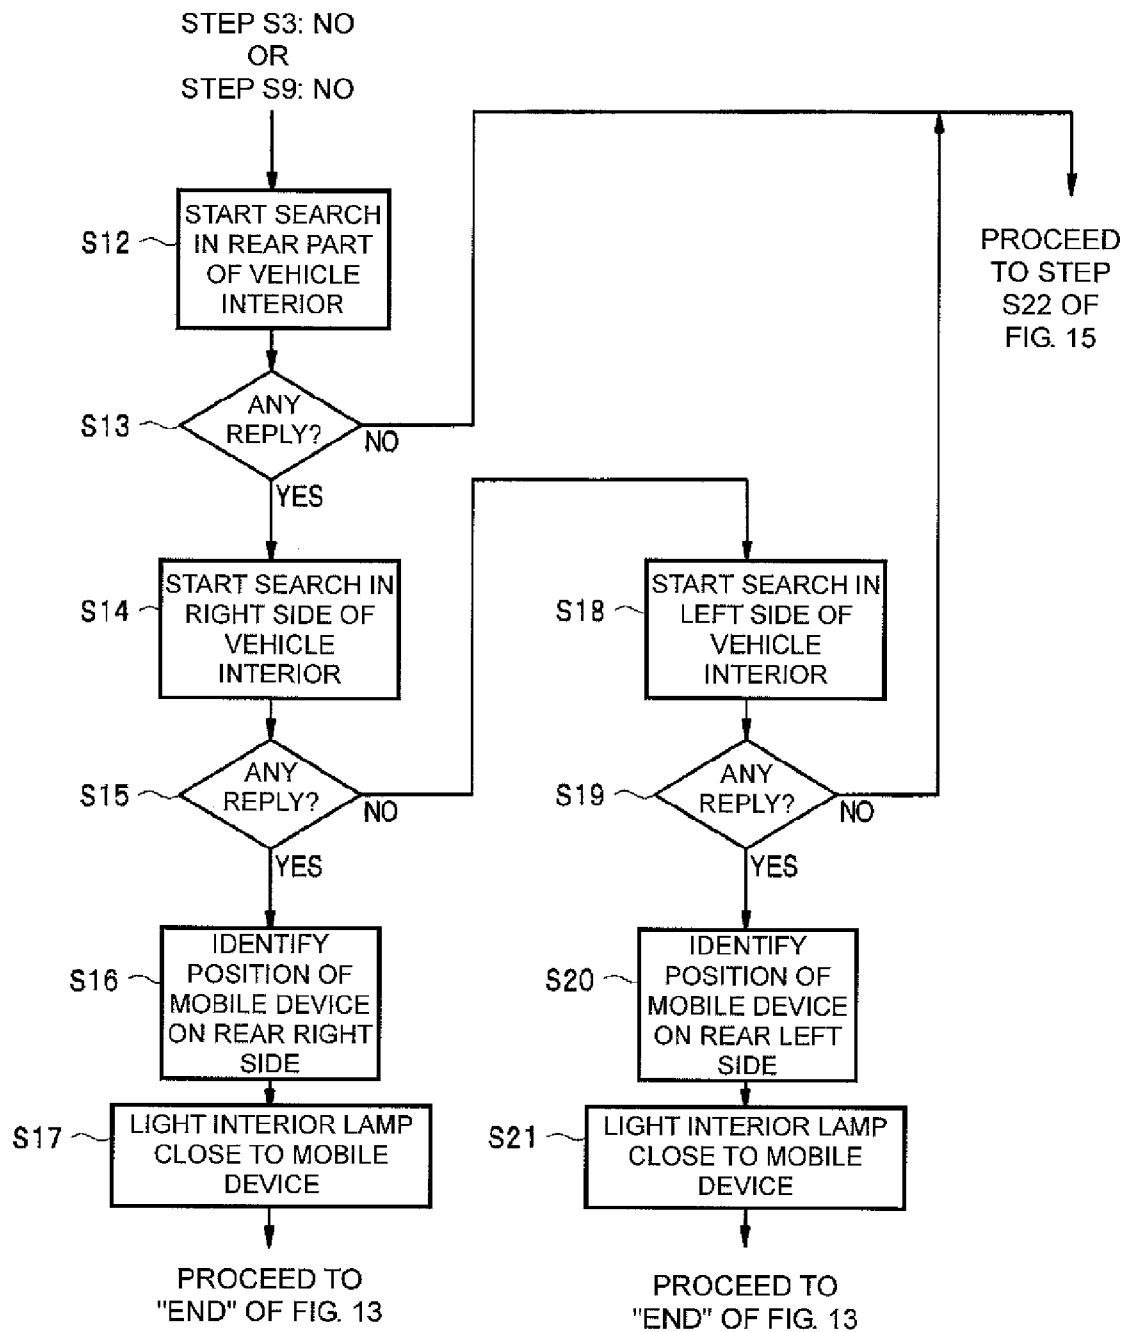 STEP S3: NO
OR
STEP S9: NO
S12
START SEARCH
IN REAR PART
OF VEHICLE
INTERIOR
PROCEED
TO STEP
S22 OF
FIG. 15
S13
ANY
REPLY?
NO
YES
S14
START SEARCH IN
RIGHT SIDE OF
VEHICLE
INTERIOR
S18
START SEARCH IN
LEFT SIDE OF
VEHICLE
INTERIOR
S15
ANY
REPLY?
NO
YES
S19
ANY
REPLY?
NO
YES
S16
IDENTIFY
POSITION OF
MOBILE DEVICE
ON REAR RIGHT
SIDE
S20
IDENTIFY
POSITION OF
MOBILE DEVICE
ON REAR LEFT
SIDE
S17
LIGHT INTERIOR LAMP
CLOSE TO MOBILE
DEVICE
S21
LIGHT INTERIOR LAMP
CLOSE TO MOBILE
DEVICE
PROCEED TO
"END" OF FIG. 13
PROCEED TO
"END" OF FIG. 13